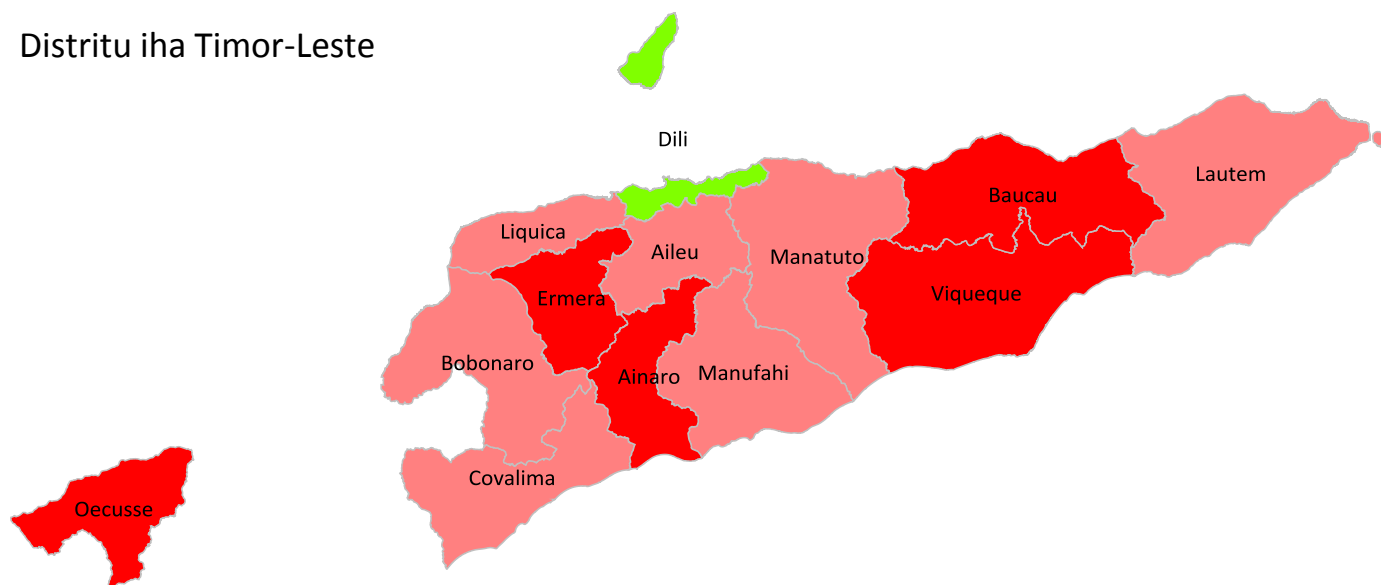 Distritu iha Timor-Leste
Dili
Lautem
Baucau
Liquica
Aileu
Manatuto
Viqueque
Ermera
Bobonaro
Ainaro
Manufahi
Covalima
Oecusse